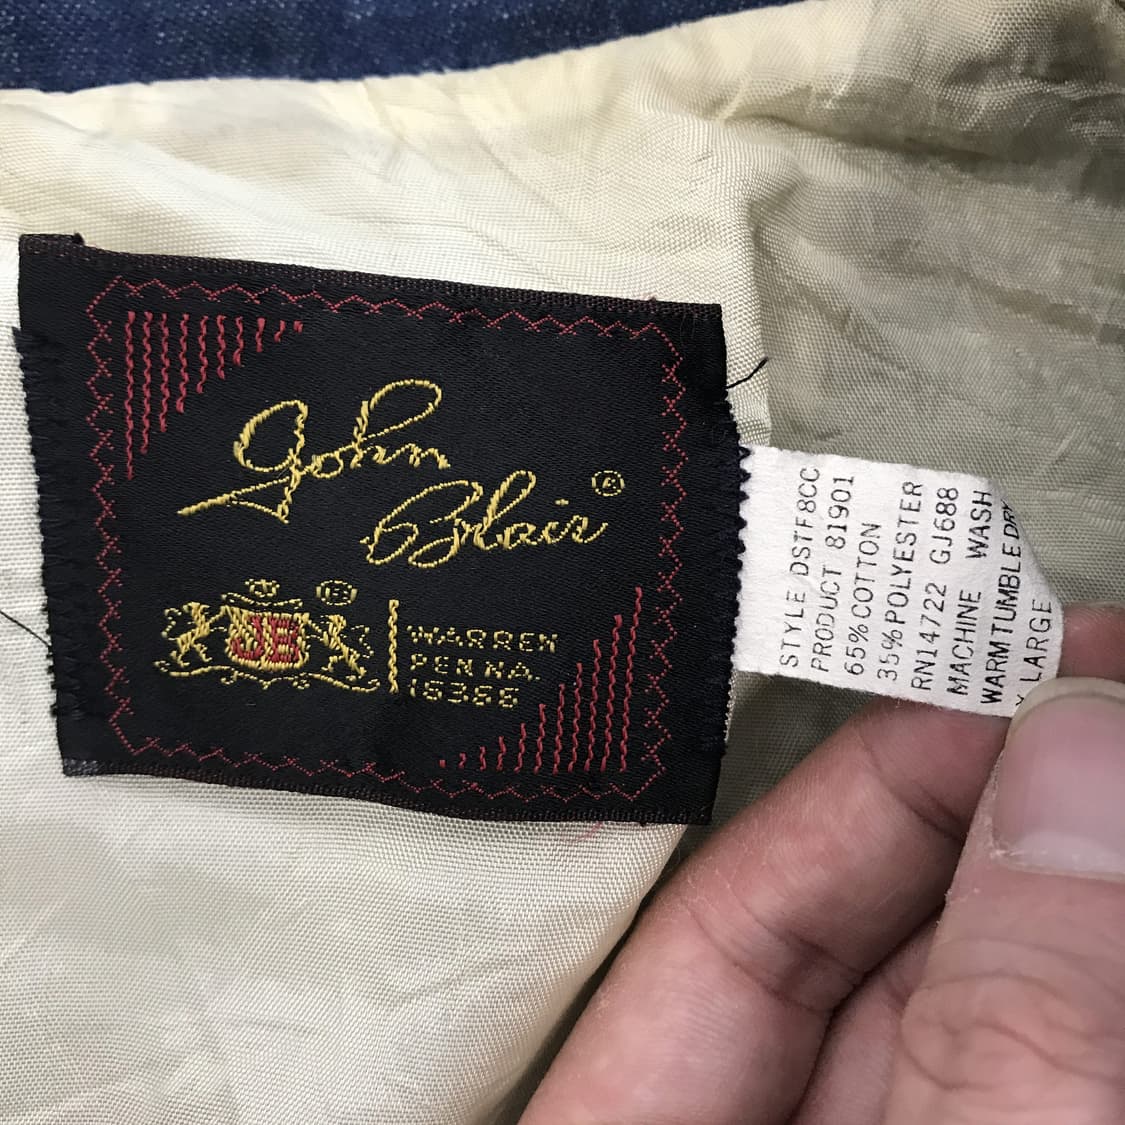 John
Blair ®
®
JB
WARREN
PENNA.
16366
STYLE DSTF8CC
PRODUCT 81901
65% COTTON
35% POLYESTER
RN14722 GJ688
MACHINE WASH
WARM TUMBLE DRY
X LARGE